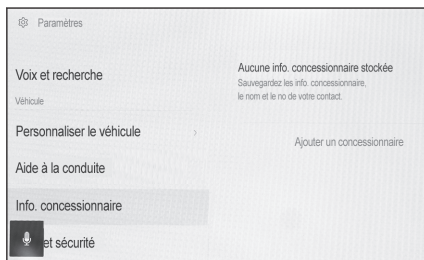 Paramètres
Voix et recherche
Véhicule
Personnaliser le véhicule
Aide à la conduite
Info. concessionnaire
et sécurité
Aucune info. concessionnaire stockée
Sauvegardez les info. concessionnaire,
le nom et le no de votre contact.
Ajouter un concessionnaire